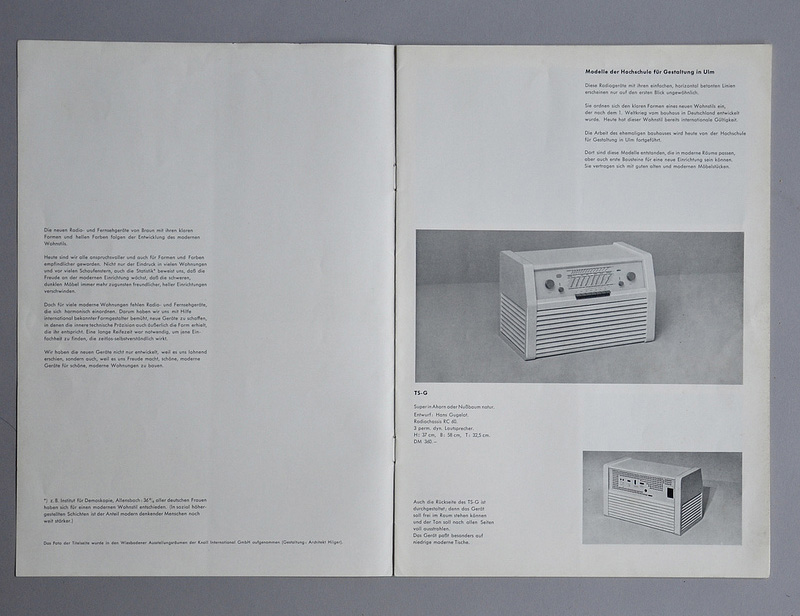 Die neuen Radio- und Fernsehgeräte von Braun mit ihren klaren
Formen und hellen Farben folgen der Entwicklung des modernen
Wohnstils.
Heute sind wir alle anspruchsvoller und auch für Formen und Farben
empfindlicher geworden. Nicht nur der Eindruck in vielen Wohnungen
und vor vielen Schaufenstern, auch die Statistik* beweist uns, daß die
Freude an der modernen Einrichtung wächst, daß die schweren,
dunklen Möbel immer mehr zugunsten freundlicher, heller Einrichtungen
verschwinden.
Doch für viele moderne Wohnungen fehlen Radio- und Fernsehgeräte,
die sich harmonisch einordnen. Darum haben wir uns mit Hilfe
international bekannter Formgestalter bemüht, neue Geräte zu schaffen,
in denen die innere technische Präzision auch äußerlich die Form erhielt,
die ihr entspricht. Eine lange Reifezeit war notwendig, um jene Ein-
fachheit zu finden, die zeitlos-selbstverständlich wirkt.
Wir haben die neuen Geräte nicht nur entwickelt, weil es uns lohnend
erschien, sondern auch, weil es uns Freude macht, schöne, moderne
Geräte für schöne, moderne Wohnungen zu bauen.
*) z. B. Institut für Demoskopie, Allensbach: 36% aller deutschen Frauen
haben sich für einen modernen Wohnstil entschieden. (In sozial höher-
gestellten Schichten ist der Anteil modern denkender Menschen noch
weit stärker.)
Das Foto der Titelseite wurde in den Wiesbadener Ausstellungsräumen der Knoll International GmbH aufgenommen (Gestaltung: Architekt Hilger).
Modelle der Hochschule für Gestaltung in Ulm
Diese Radiogeräte mit ihren einfachen, horizontal betonten Linien
erscheinen nur auf den ersten Blick ungewöhnlich.
Sie ordnen sich den klaren Formen eines neuen Wohnstils ein,
der nach dem 1. Weltkrieg vom bauhaus in Deutschland entwickelt
wurde. Heute hat dieser Wohnstil bereits internationale Gültigkeit.
Die Arbeit des ehemaligen bauhauses wird heute von der Hochschule
für Gestaltung in Ulm fortgeführt.
Dort sind diese Modelle entstanden, die in moderne Räume passen,
aber auch erste Bausteine für eine neue Einrichtung sein können.
Sie vertragen sich mit guten alten und modernen Möbelstücken.
TS-G
Super in Ahorn oder Nußbaum natur.
Entwurf: Hans Gugelot.
Radiochassis RC 60,
3 perm. dyn. Lautsprecher.
H: 37 cm, B: 58 cm, T: 32,5 cm.
DM 360.—
Auch die Rückseite des TS-G ist
durchgestaltet; denn das Gerät
soll frei im Raum stehen können
und der Ton soll nach allen Seiten
voll ausstrahlen.
Das Gerät paßt besonders auf
niedrige moderne Tische.